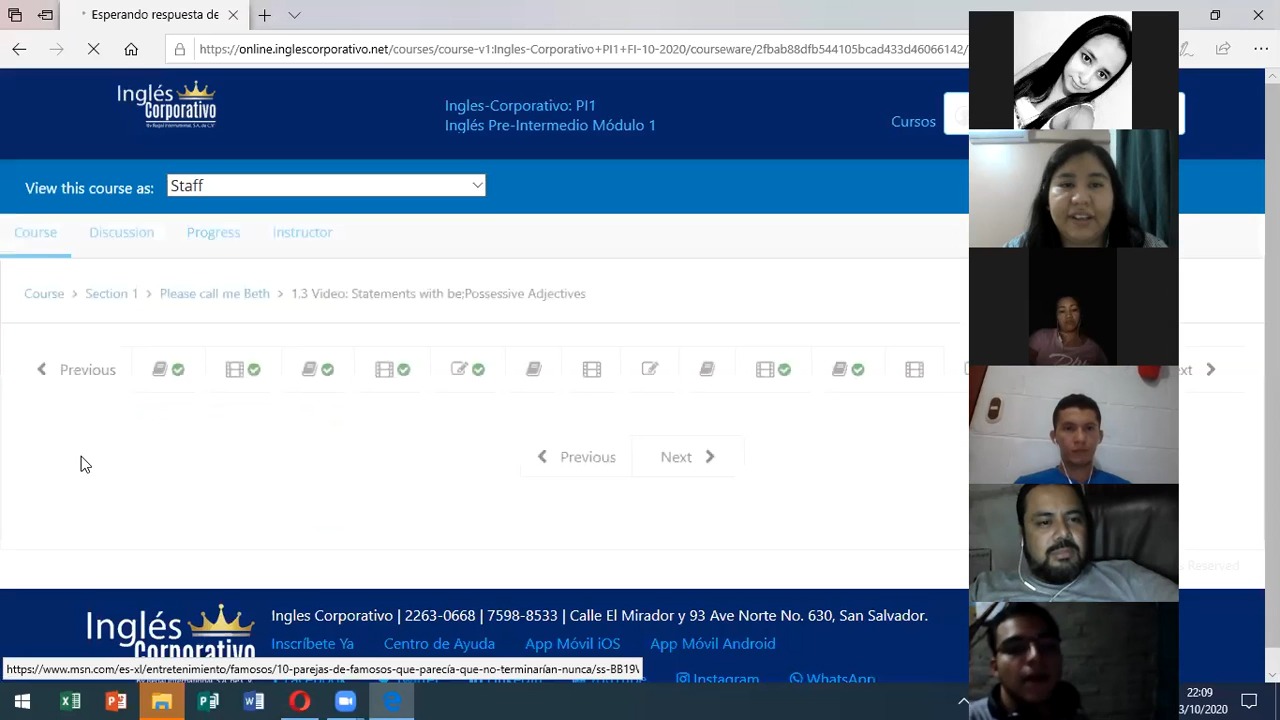 Esperando de
https://online.inglescorporativo.net/courses/course-v1:Ingles-Corporativo+PI1+FI-10-2020/courseware/2fbab88dfb544105bcad433d46066142/
Inglés
Corporativo
Ingles-Corporativo: PI1
Inglés Pre-Intermedio Módulo 1
Cursos
View this course as:
Staff
Course
Discussion
Progress
Instructor
Course > Section 1 > Please call me Beth > 1.3 Video: Statements with be;Possessive Adjectives
Previous
Previous
Next
Reserved
Inglés
Corporativo
Ingles Corporativo | 2263-0668 | 7598-8533 | Calle El Mirador y 93 Ave Norte No. 630, San Salvador.
Inscríbete Ya
Centro de Ayuda
App Móvil iOS
App Móvil Android
Instagram
WhatsApp
https://www.msn.com/es-xl/entretenimiento/famosos/10-parejas-de-famosos-que-parecía-que-no-terminarían-nunca/ss-BB19
22:09
3/10/2020